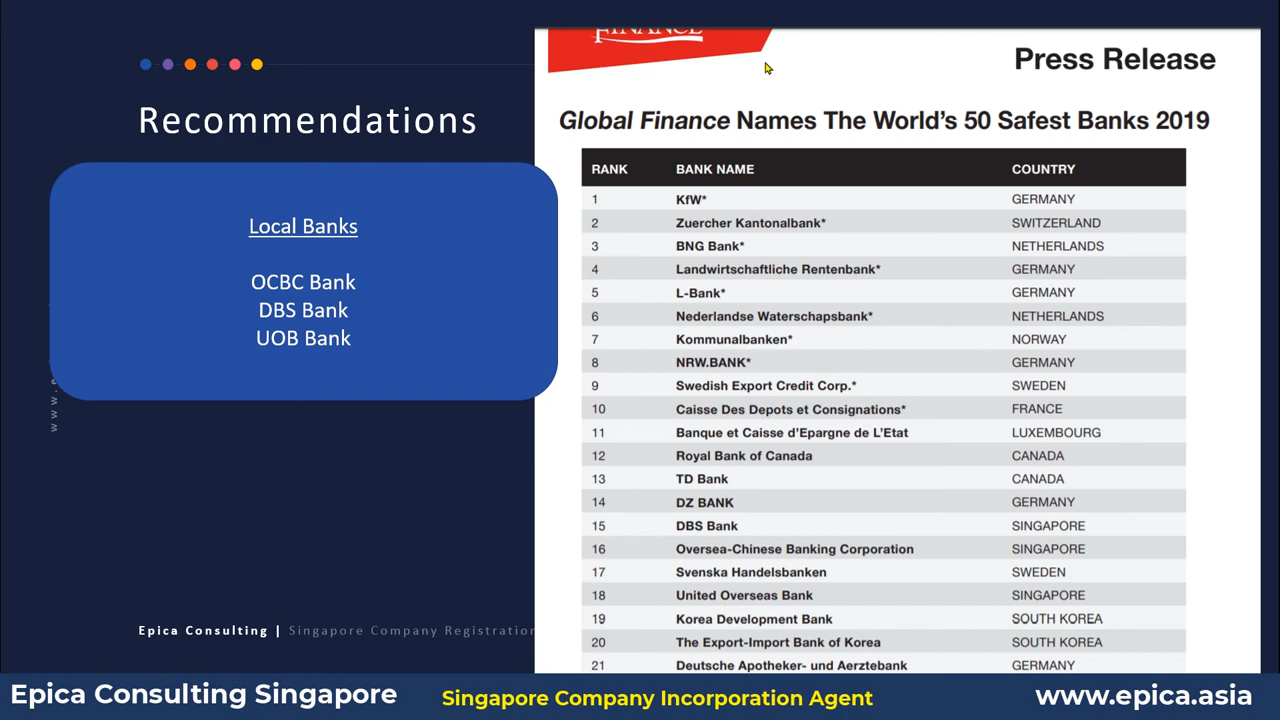 Recommendations
Local Banks
OCBC Bank
DBS Bank
UOB Bank
Epica Consulting | Singapore Company Registration
FINANCE
Press Release
Global Finance Names The World's 50 Safest Banks 2019
RANK BANK NAME COUNTRY
1 KfW* GERMANY
2 Zuercher Kantonalbank* SWITZERLAND
3 BNG Bank* NETHERLANDS
4 Landwirtschaftliche Rentenbank* GERMANY
5 L-Bank* GERMANY
6 Nederlandse Waterschapsbank* NETHERLANDS
7 Kommunalbanken* NORWAY
8 NRW.BANK* GERMANY
9 Swedish Export Credit Corp.* SWEDEN
10 Caisse Des Depots et Consignations* FRANCE
11 Banque et Caisse d'Epargne de L'Etat LUXEMBOURG
12 Royal Bank of Canada CANADA
13 TD Bank CANADA
14 DZ BANK GERMANY
15 DBS Bank SINGAPORE
16 Oversea-Chinese Banking Corporation SINGAPORE
17 Svenska Handelsbanken SWEDEN
18 United Overseas Bank SINGAPORE
19 Korea Development Bank SOUTH KOREA
20 The Export-Import Bank of Korea SOUTH KOREA
21 Deutsche Apotheker- und Aerztebank GERMANY
Epica Consulting Singapore
Singapore Company Incorporation Agent
www.epica.asia